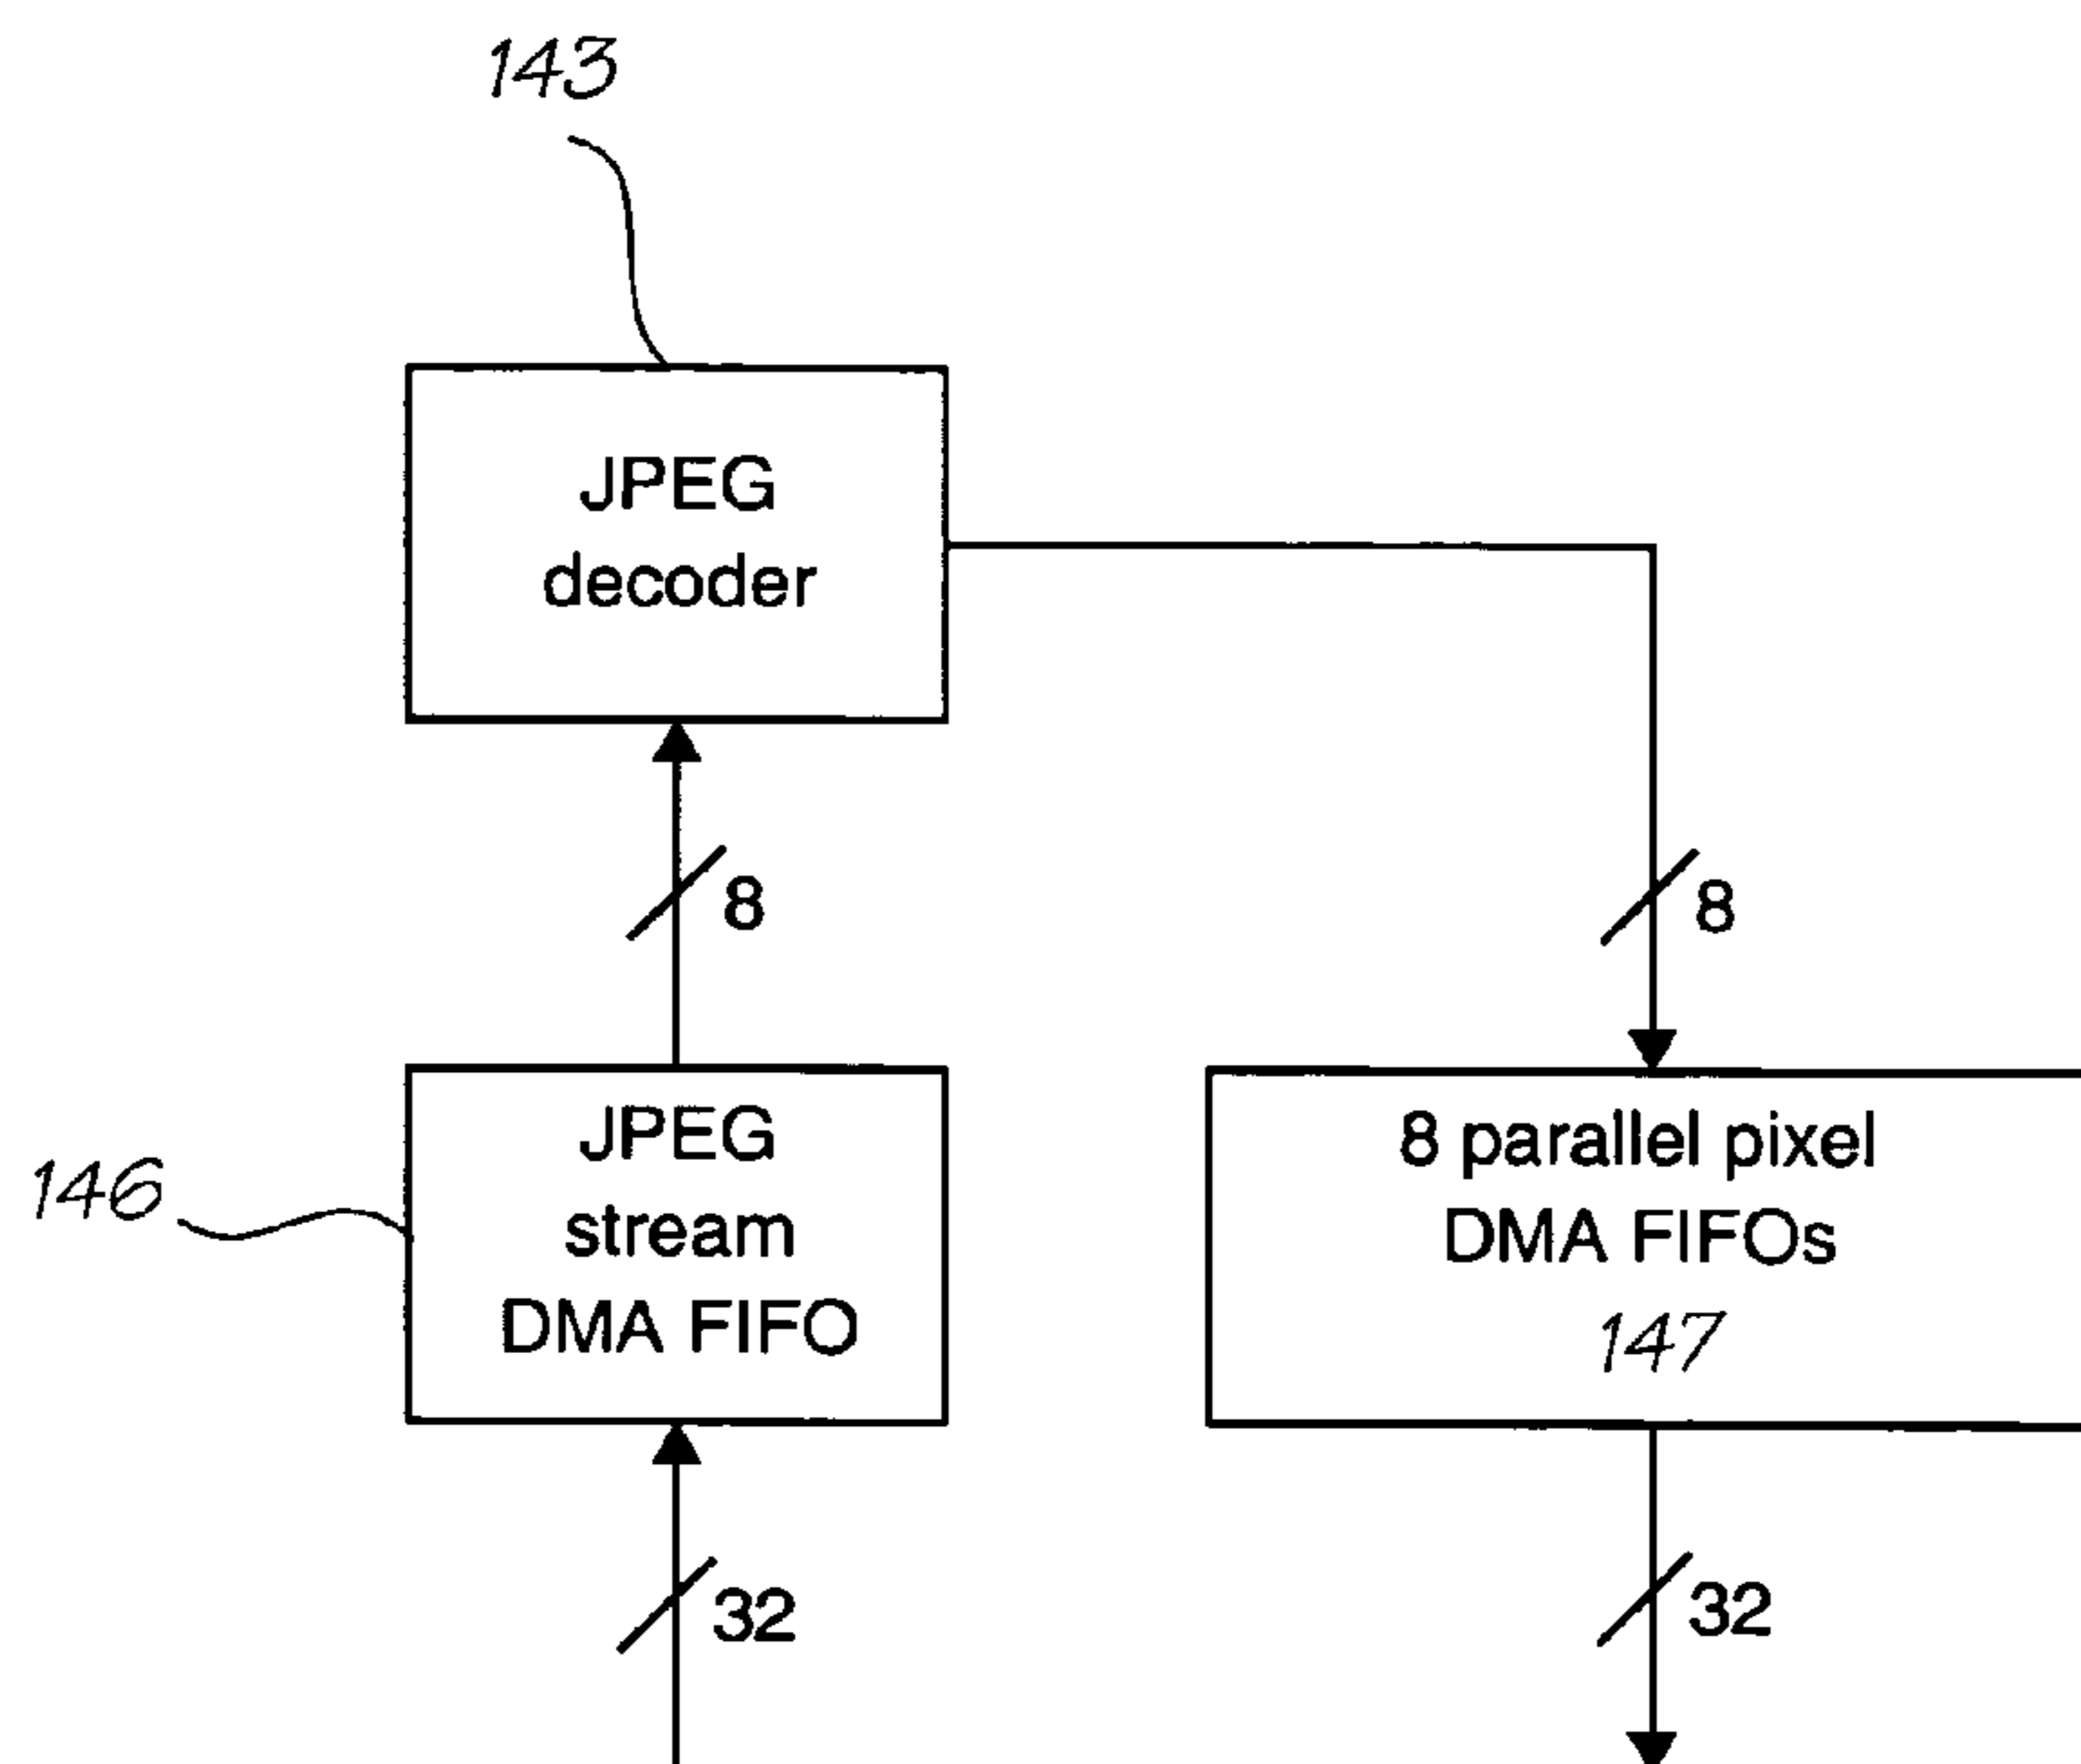 143
JPEG
decoder
8
8
146
JPEG
stream
DMA FIFO
8 parallel pixel
DMA FIFOs
147
32
32